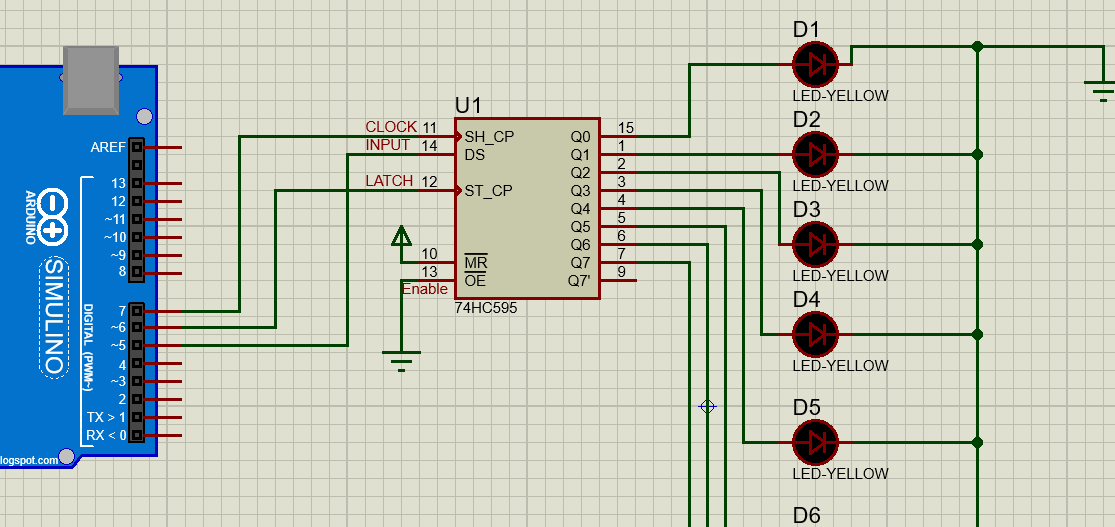 AREF
13
12
~11
~10
~9
8
7
~6
~5
4
~3
2
TX > 1
RX < 0
DIGITAL (PWM~)
ARDUINO
SIMULINO
logspot.com
U1
CLOCK 11
INPUT 14
LATCH 12
10
13
Enable
SH_CP
DS
ST_CP
MR
OE
Q0 15
Q1 1
Q2 2
Q3 3
Q4 4
Q5 5
Q6 6
Q7 7
Q7' 9
74HC595
D1
LED-YELLOW
D2
LED-YELLOW
D3
LED-YELLOW
D4
LED-YELLOW
D5
LED-YELLOW
D6